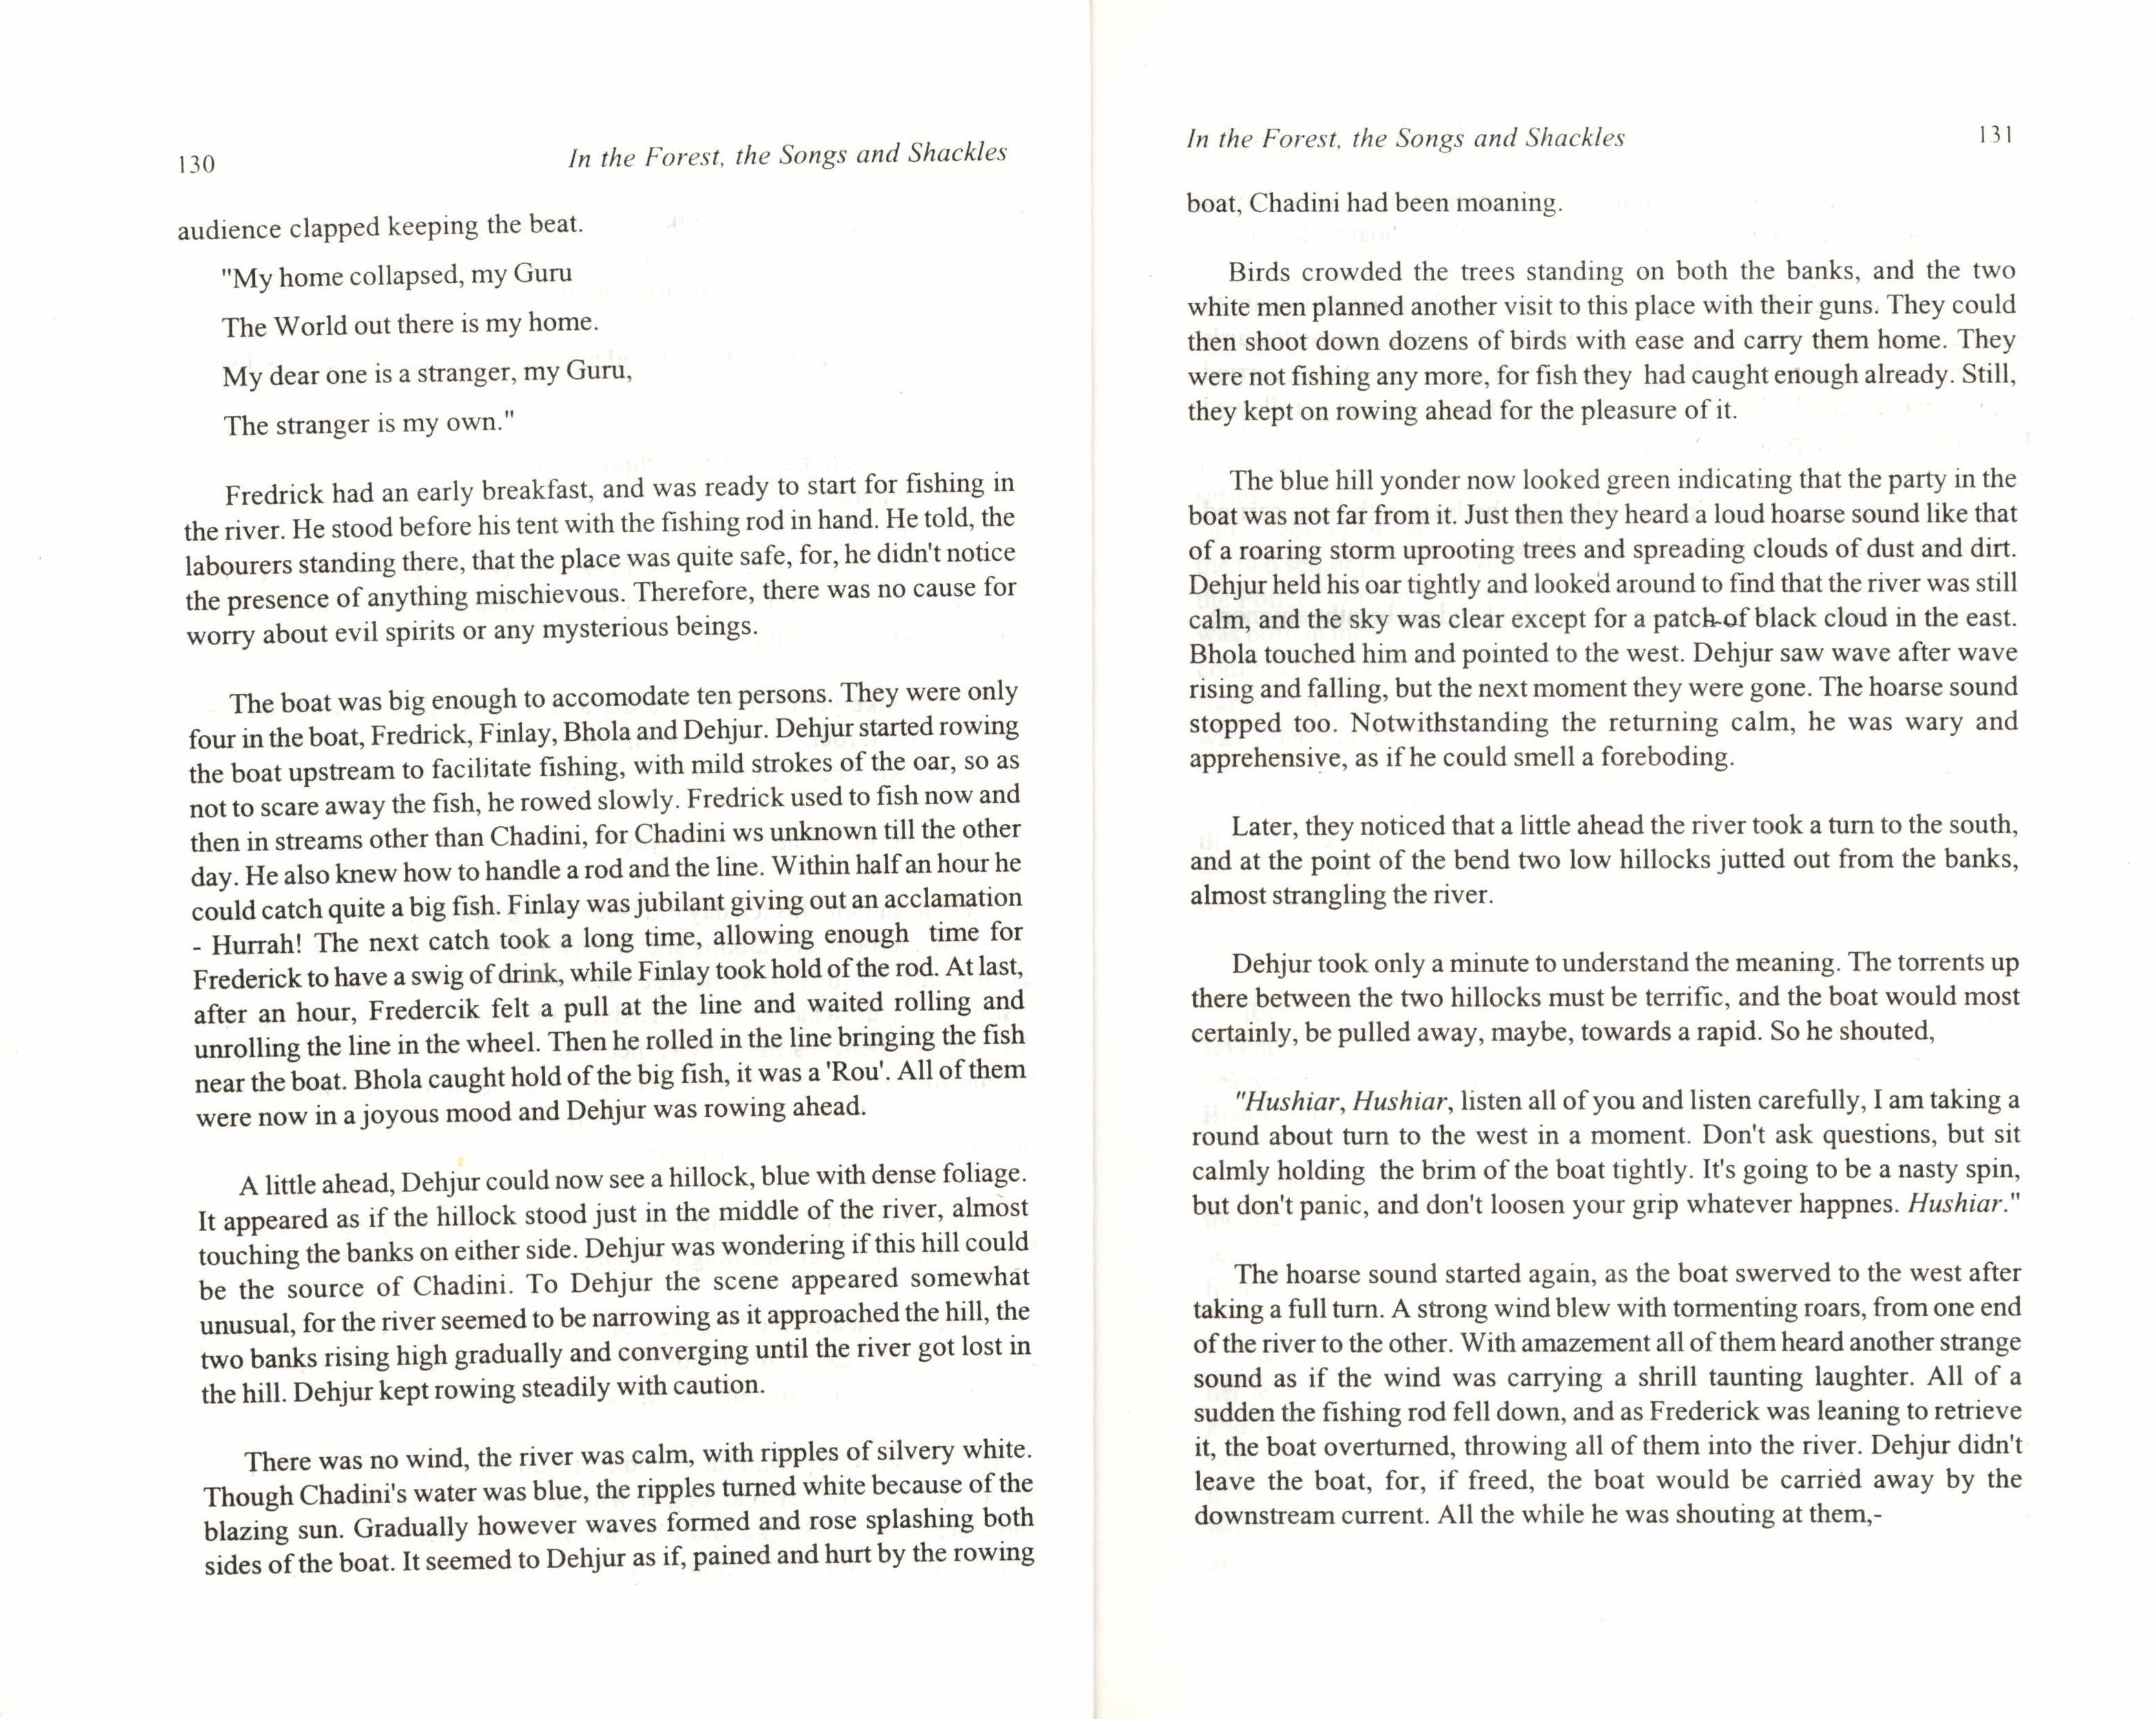 130
In the Forest, the Songs and Shackles
audience clapped keeping the beat.
"My home collapsed, my Guru
The World out there is my home.
My dear one is a stranger, my Guru,
The stranger is my own."
Fredrick had an early breakfast, and was ready to start for fishing in
the river. He stood before his tent with the fishing rod in hand. He told, the
labourers standing there, that the place was quite safe, for, he didn't notice
the presence of anything mischievous. Therefore, there was no cause for
worry about evil spirits or any mysterious beings.
The boat was big enough to accomodate ten persons. They were only
four in the boat, Fredrick, Finlay, Bhola and Dehjur. Dehjur started rowing
the boat upstream to facilitate fishing, with mild strokes of the oar, so as
not to scare away the fish, he rowed slowly. Fredrick used to fish now and
then in streams other than Chadini, for Chadini ws unknown till the other
day. He also knew how to handle a rod and the line. Within half an hour he
could catch quite a big fish. Finlay was jubilant giving out an acclamation
- Hurrah! The next catch took a long time, allowing enough time for
Frederick to have a swig of drink, while Finlay took hold of the rod. At last,
after an hour, Fredercik felt a pull at the line and waited rolling and
unrolling the line in the wheel. Then he rolled in the line bringing the fish
near the boat. Bhola caught hold of the big fish, it was a 'Rou'. All of them
were now in a joyous mood and Dehjur was rowing ahead.
A little ahead, Dehjur could now see a hillock, blue with dense foliage.
It appeared as if the hillock stood just in the middle of the river, almost
touching the banks on either side. Dehjur was wondering if this hill could
be the source of Chadini. To Dehjur the scene appeared somewhat
unusual, for the river seemed to be narrowing as it approached the hill, the
two banks rising high gradually and converging until the river got lost in
the hill. Dehjur kept rowing steadily with caution.
There was no wind, the river was calm, with ripples of silvery white.
Though Chadini's water was blue, the ripples turned white because of the
blazing sun. Gradually however waves formed and rose splashing both
sides of the boat. It seemed to Dehjur as if, pained and hurt by the rowing
In the Forest, the Songs and Shackles
131
boat, Chadini had been moaning.
Birds crowded the trees standing on both the banks, and the two
white men planned another visit to this place with their guns. They could
then shoot down dozens of birds with ease and carry them home. They
were not fishing any more, for fish they had caught enough already. Still,
they kept on rowing ahead for the pleasure of it.
The blue hill yonder now looked green indicating that the party in the
boat was not far from it. Just then they heard a loud hoarse sound like that
of a roaring storm uprooting trees and spreading clouds of dust and dirt.
Dehjur held his oar tightly and looked around to find that the river was still
calm, and the sky was clear except for a patch of black cloud in the east.
Bhola touched him and pointed to the west. Dehjur saw wave after wave
rising and falling, but the next moment they were gone. The hoarse sound
stopped too. Notwithstanding the returning calm, he was wary and
apprehensive, as if he could smell a foreboding.
Later, they noticed that a little ahead the river took a turn to the south,
and at the point of the bend two low hillocks jutted out from the banks,
almost strangling the river.
Dehjur took only a minute to understand the meaning. The torrents up
there between the two hillocks must be terrific, and the boat would most
certainly, be pulled away, maybe, towards a rapid. So he shouted,
"Hushiar, Hushiar, listen all of you and listen carefully, I am taking a
round about turn to the west in a moment. Don't ask questions, but sit
calmly holding the brim of the boat tightly. It's going to be a nasty spin,
but don't panic, and don't loosen your grip whatever happnes. Hushiar."
The hoarse sound started again, as the boat swerved to the west after
taking a full turn. A strong wind blew with tormenting roars, from one end
of the river to the other. With amazement all of them heard another strange
sound as if the wind was carrying a shrill taunting laughter. All of a
sudden the fishing rod fell down, and as Frederick was leaning to retrieve
it, the boat overturned, throwing all of them into the river. Dehjur didn't
leave the boat, for, if freed, the boat would be carried away by the
downstream current. All the while he was shouting at them,-